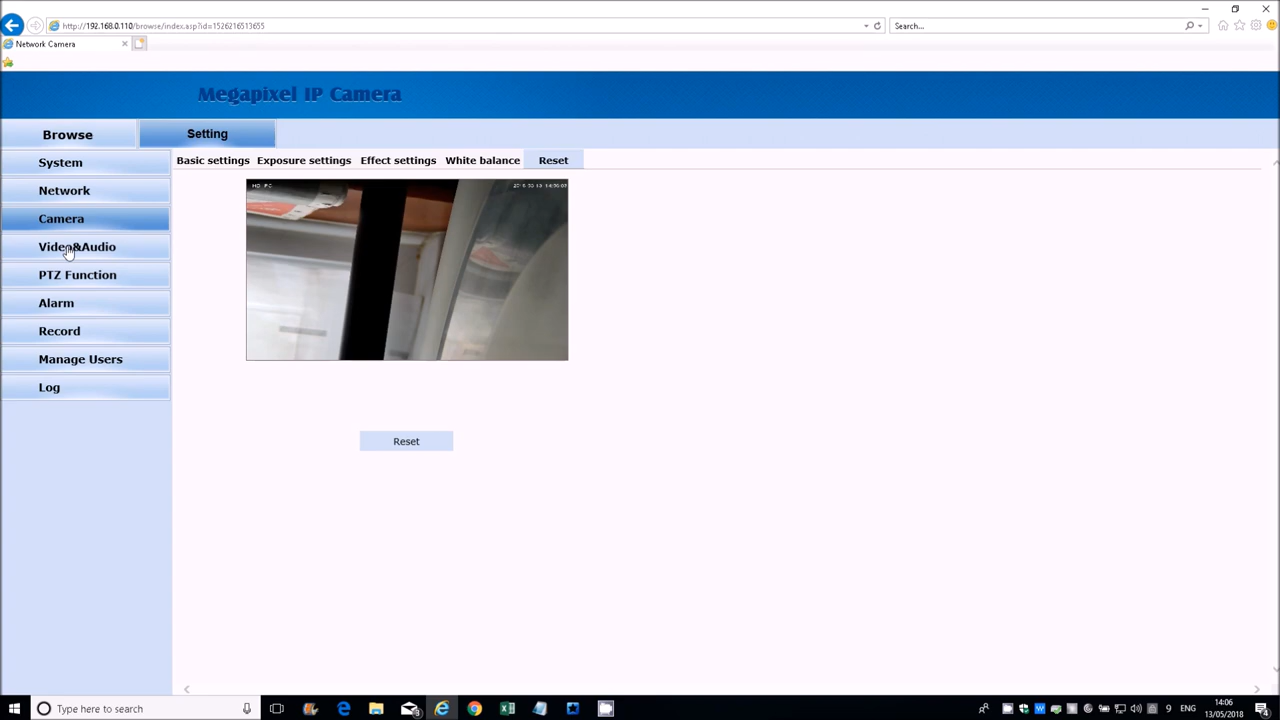 http://192.168.0.110/browse/index.asp?id=1526216513655
Search...
Network Camera
Megapixel IP Camera
Browse
Setting
System
Basic settings
Exposure settings
Effect settings
White balance
Reset
Network
Camera
Video&Audio
PTZ Function
Alarm
Record
Manage Users
Log
Reset
Type here to search
ENG
14:06
13/05/2018